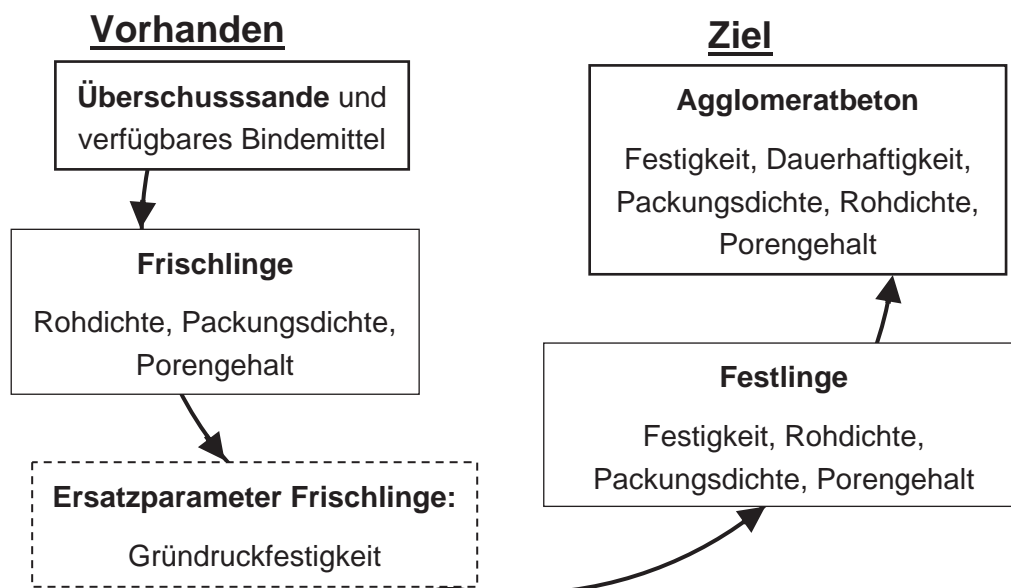 Vorhanden
Überschusssande und
verfügbares Bindemittel
Frischlinge
Rohdichte, Packungsdichte,
Porengehalt
Ersatzparameter Frischlinge:
Gründruckfestigkeit
Ziel
Agglomeratbeton
Festigkeit, Dauerhaftigkeit,
Packungsdichte, Rohdichte,
Porengehalt
Festlinge
Festigkeit, Rohdichte,
Packungsdichte, Porengehalt